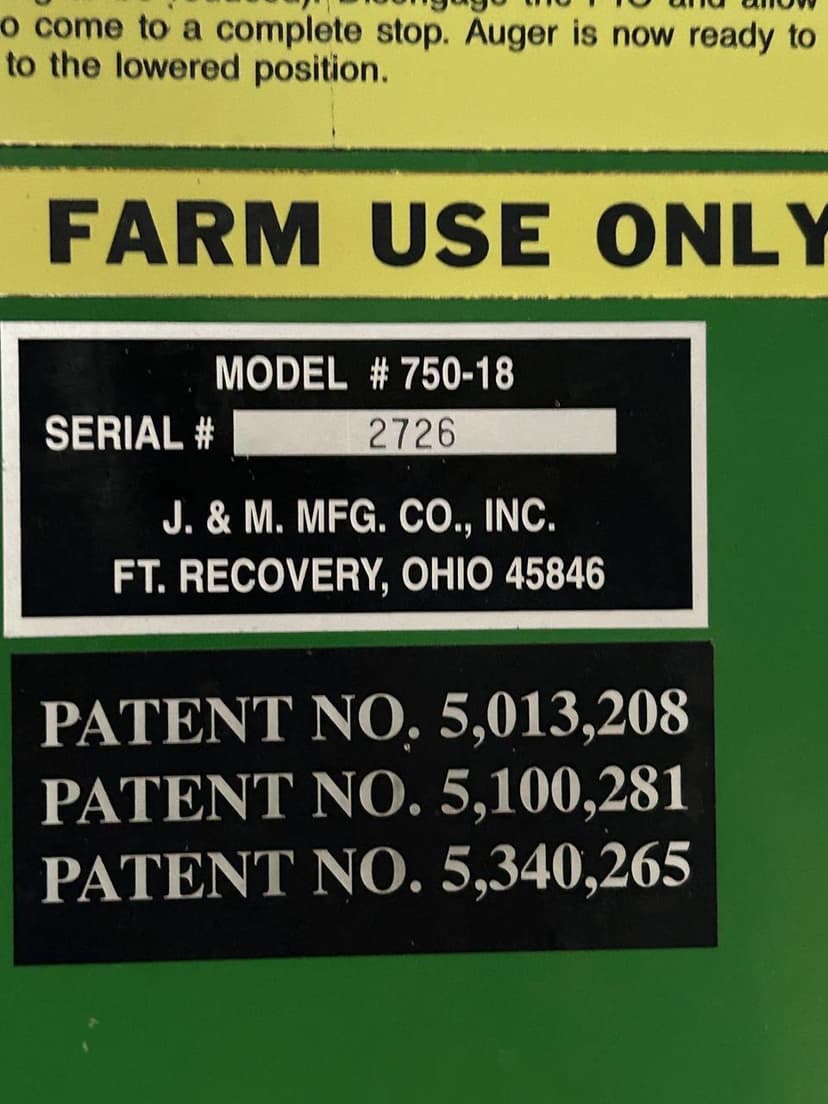 to come to a complete stop. Auger is now ready to
to the lowered position.
FARM USE ONLY
MODEL # 750-18
SERIAL # 2726
J. & M. MFG. CO., INC.
FT. RECOVERY, OHIO 45846
PATENT NO. 5,013,208
PATENT NO. 5,100,281
PATENT NO. 5,340,265